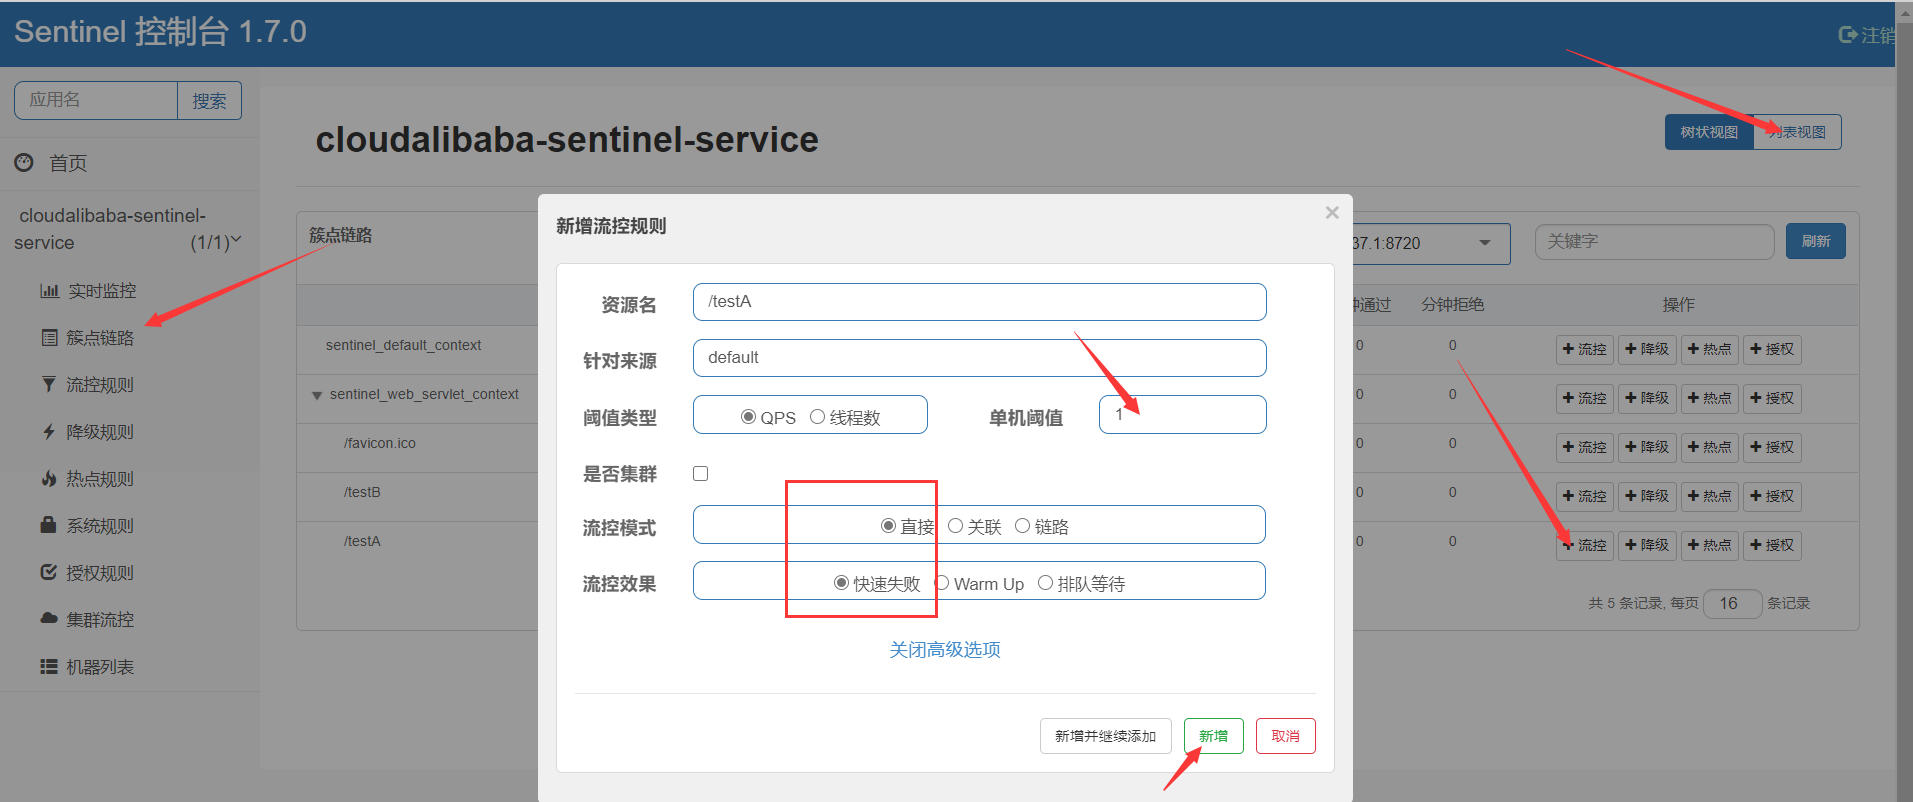 Sentinel 控制台 1.7.0
注销
应用名
搜索
首页
cloudalibaba-sentinel-
service
(1/1)
实时监控
簇点链路
流控规则
降级规则
热点规则
系统规则
授权规则
集群流控
机器列表
cloudalibaba-sentinel-service
树状视图
列表视图
簇点链路
37.1:8720
关键字
刷新
钟通过
分钟拒绝
操作
sentinel_default_context
0
0
流控
降级
热点
授权
sentinel_web_servlet_context
0
0
流控
降级
热点
授权
/favicon.ico
0
0
流控
降级
热点
授权
/testB
0
0
流控
降级
热点
授权
/testA
0
0
流控
降级
热点
授权
共 5 条记录, 每页 16 条记录
新增流控规则
×
资源名
/testA
针对来源
default
阈值类型
QPS
线程数
单机阈值
1
是否集群
流控模式
直接
关联
链路
流控效果
快速失败
Warm Up
排队等待
关闭高级选项
新增并继续添加
新增
取消